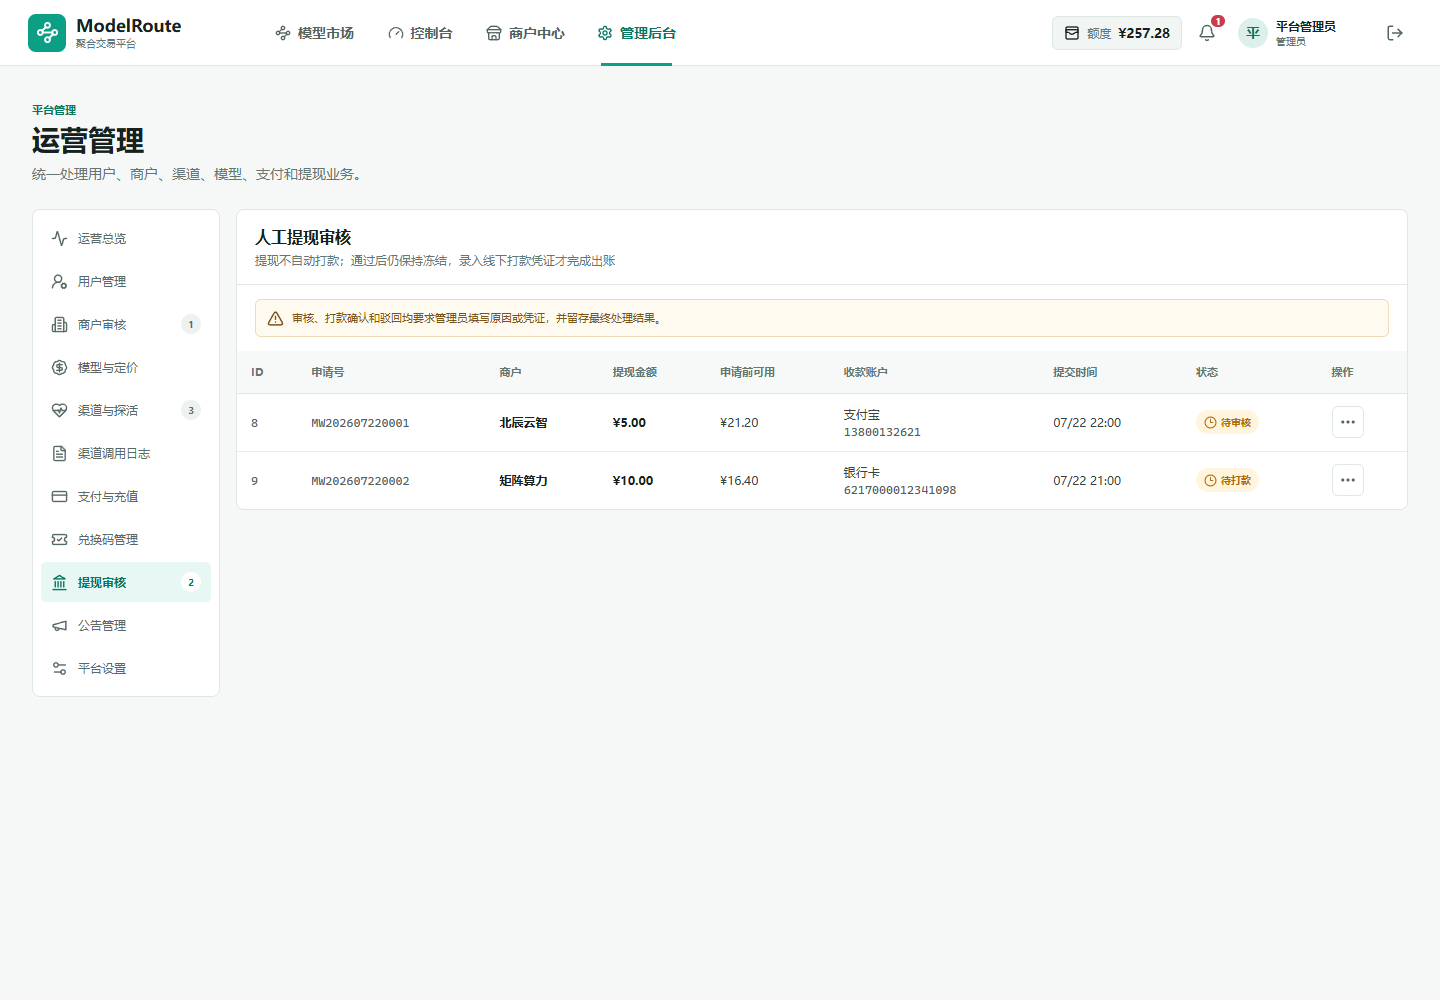 ModelRoute
聚合交易平台
模型市场
控制台
商户中心
管理后台
额度 ¥257.28
1
平
平台管理员
管理员
平台管理
运营管理
统一处理用户、商户、渠道、模型、支付和提现业务。
运营总览
用户管理
商户审核 1
模型与定价
渠道与探活 3
渠道调用日志
支付与充值
兑换码管理
提现审核 2
公告管理
平台设置
人工提现审核
提现不自动打款；通过后仍保持冻结，录入线下打款凭证才完成出账
审核、打款确认和驳回均要求管理员填写原因或凭证，并留存最终处理结果。
ID 申请号 商户 提现金额 申请前可用 收款账户 提交时间 状态 操作
8 MW202607220001 北辰云智 ¥5.00 ¥21.20 支付宝 13800132621 07/22 22:00 待审核
9 MW202607220002 矩阵算力 ¥10.00 ¥16.40 银行卡 6217000012341098 07/22 21:00 待打款